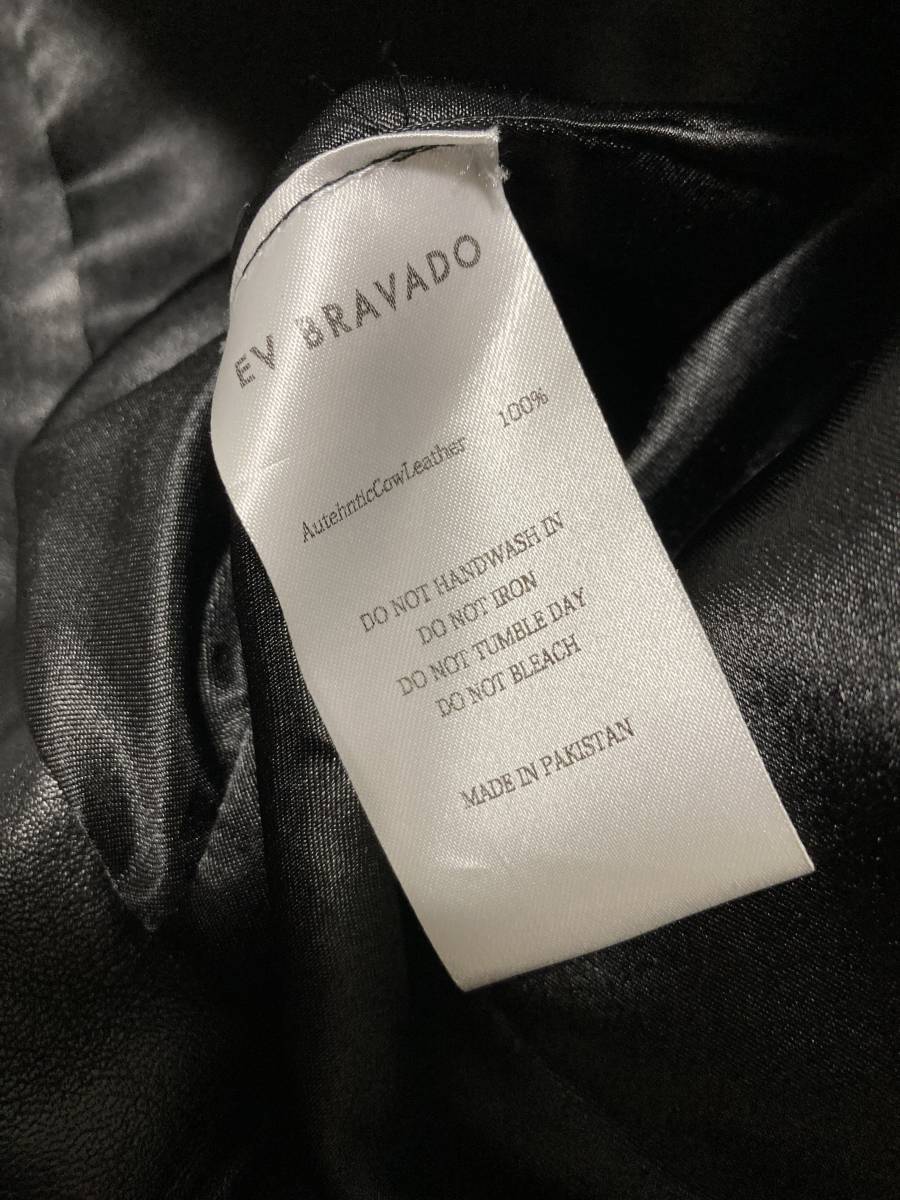 EV BRAVADO
AutehnticCowLeather 100%
DO NOT HANDWASH IN
DO NOT IRON
DO NOT TUMBLE DAY
DO NOT BLEACH
MADE IN PAKISTAN